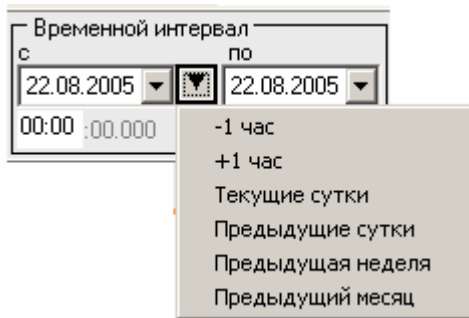 Временной интервал
с по
22.08.2005 22.08.2005
00:00 :00.000
-1 час
+1 час
Текущие сутки
Предыдущие сутки
Предыдущая неделя
Предыдущий месяц